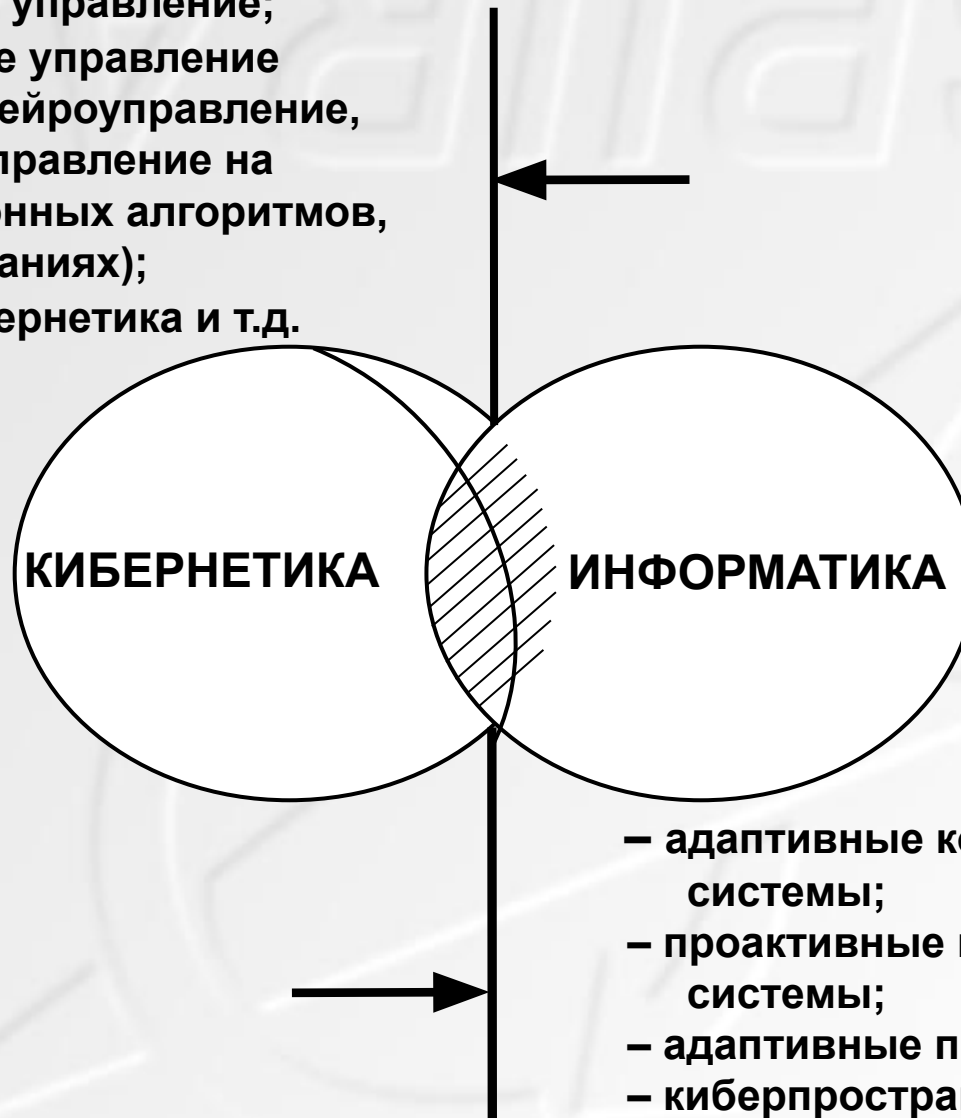 управление;
е управление
ейроуправление,
правление на
онных алгоритмов,
аниях);
ернетика и т.д.
КИБЕРНЕТИКА
ИНФОРМАТИКА
– адаптивные к
системы;
– проактивные
системы;
– адаптивные п
– киберпростра